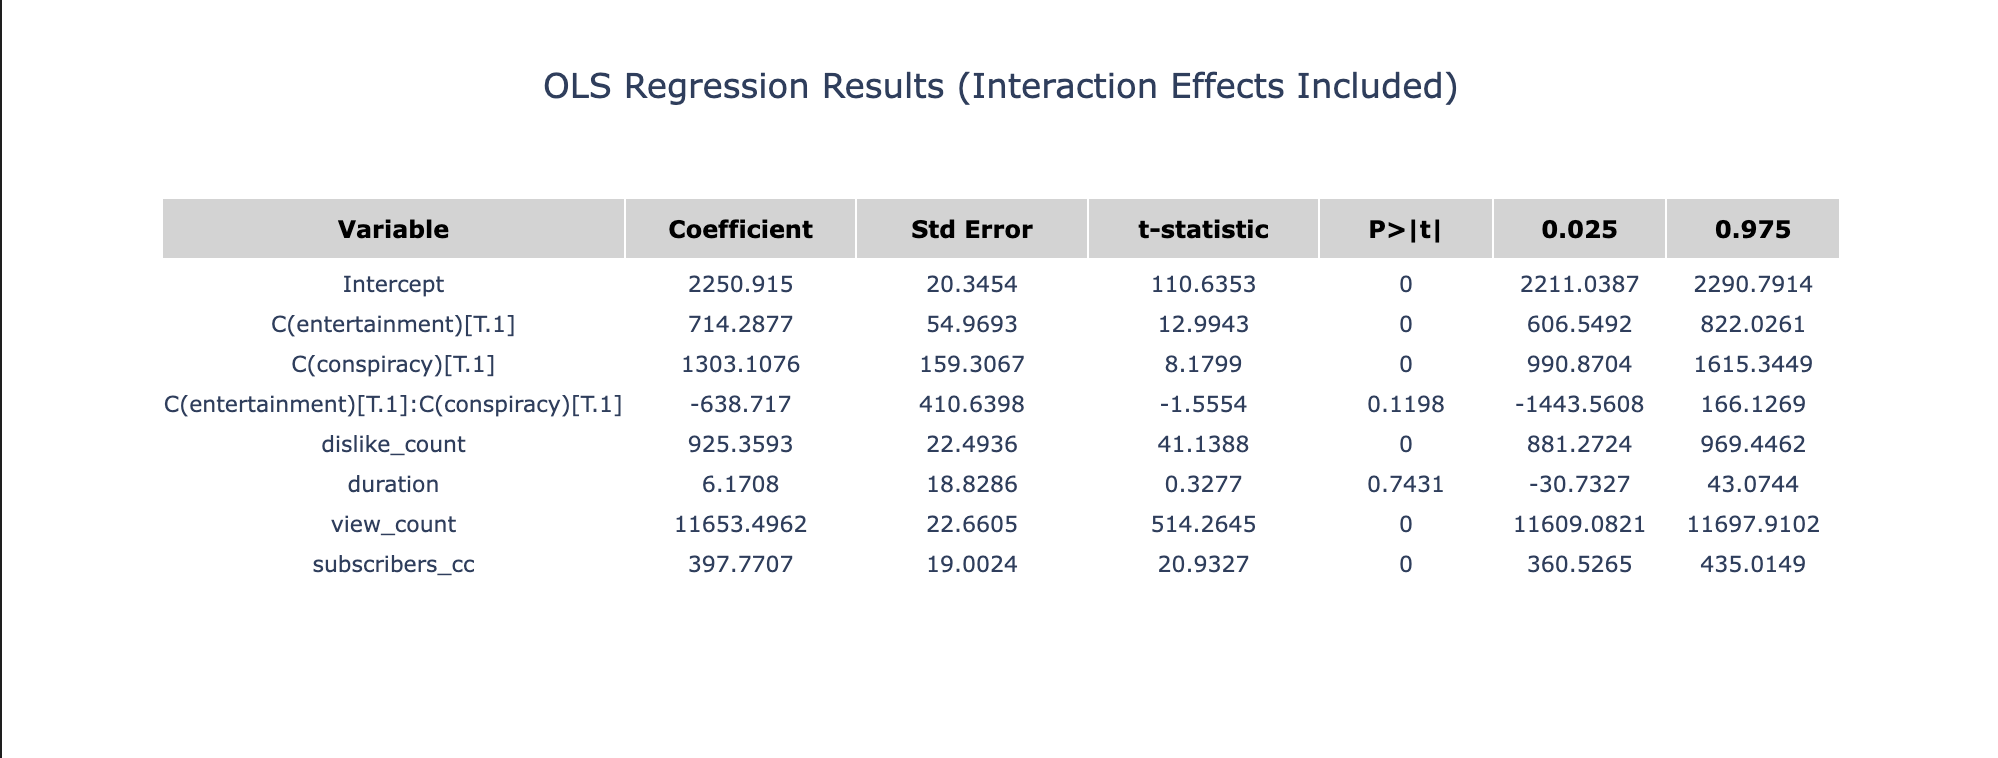 OLS Regression Results (Interaction Effects Included)
Variable Coefficient Std Error t-statistic P>|t| 0.025 0.975
Intercept 2250.915 20.3454 110.6353 0 2211.0387 2290.7914
C(entertainment)[T.1] 714.2877 54.9693 12.9943 0 606.5492 822.0261
C(conspiracy)[T.1] 1303.1076 159.3067 8.1799 0 990.8704 1615.3449
C(entertainment)[T.1]:C(conspiracy)[T.1] -638.717 410.6398 -1.5554 0.1198 -1443.5608 166.1269
dislike_count 925.3593 22.4936 41.1388 0 881.2724 969.4462
duration 6.1708 18.8286 0.3277 0.7431 -30.7327 43.0744
view_count 11653.4962 22.6605 514.2645 0 11609.0821 11697.9102
subscribers_cc 397.7707 19.0024 20.9327 0 360.5265 435.0149